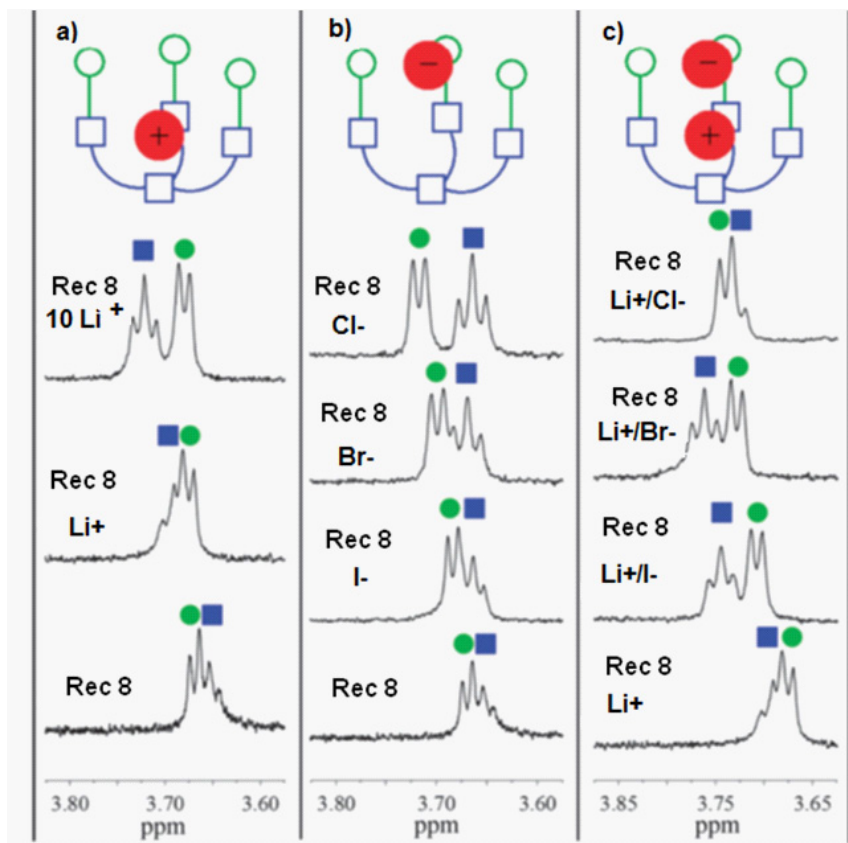 a)
+
Rec 8
10 Li +
Rec 8
Li+
Rec 8
3.80 3.70 3.60
ppm
b)
−
Rec 8
Cl-
Rec 8
Br-
Rec 8
I-
Rec 8
3.80 3.70 3.60
ppm
c)
−
+
Rec 8
Li+/Cl-
Rec 8
Li+/Br-
Rec 8
Li+/I-
Rec 8
Li+
3.85 3.75 3.65
ppm